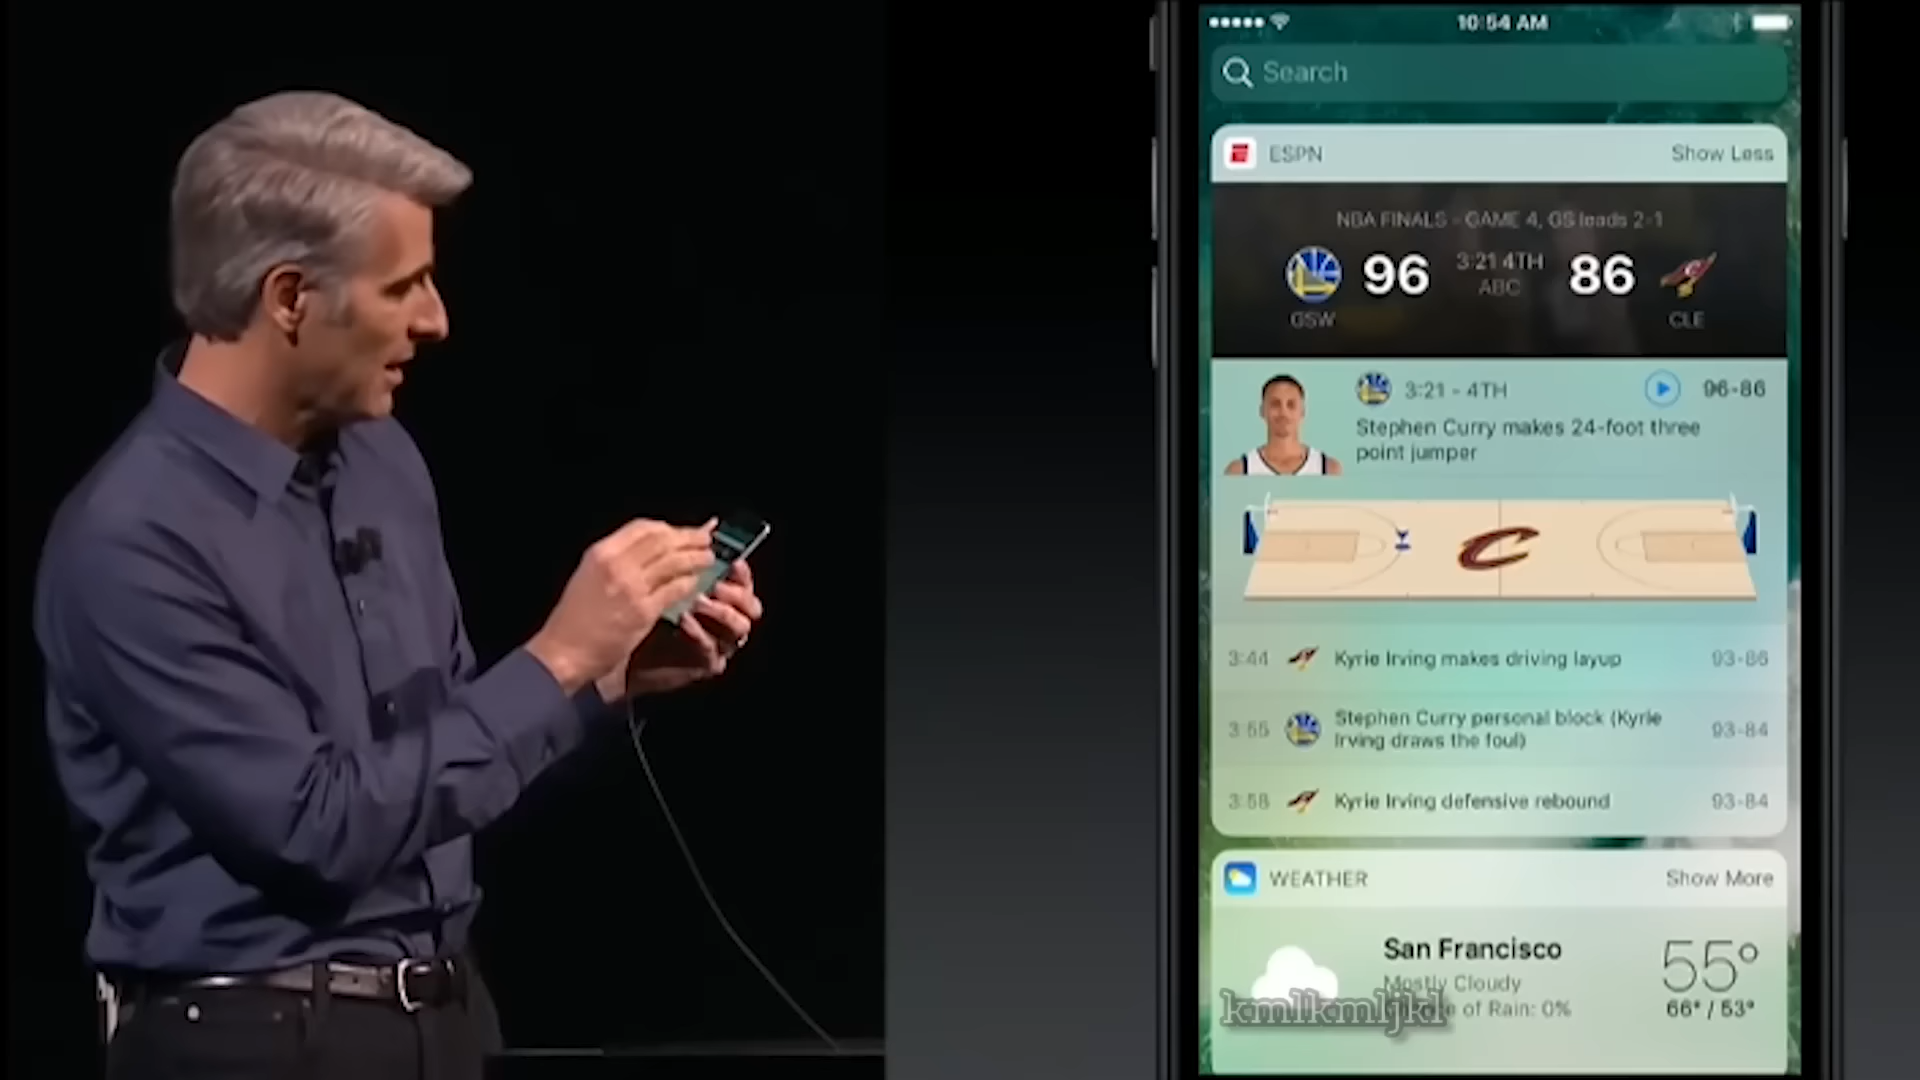 10:54 AM
Search
ESPN
Show Less
NBA FINALS - GAME 4, GS leads 2-1
96
3:21 4TH
86
ABC
GSW
CLE
3:21 - 4TH
96-86
Stephen Curry makes 24-foot three
point jumper
3:44
Kyrie Irving makes driving layup
93-86
3:55
Stephen Curry personal block (Kyrie
Irving draws the foul)
93-84
3:58
Kyrie Irving defensive rebound
93-84
WEATHER
Show More
San Francisco
55°
Mostly Cloudy
of Rain: 0%
66° / 53°
kmlkmljkl